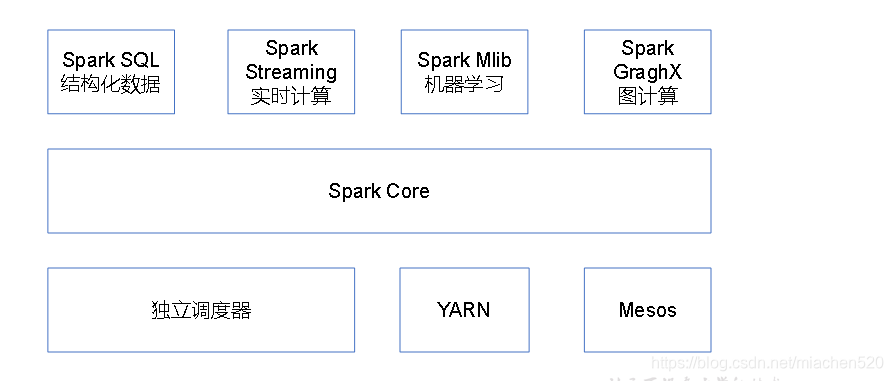 Spark SQL
结构化数据
Spark
Streaming
实时计算
Spark Mlib
机器学习
Spark
GraghX
图计算
Spark Core
独立调度器
YARN
Mesos
https://blog.csdn.net/miachen520